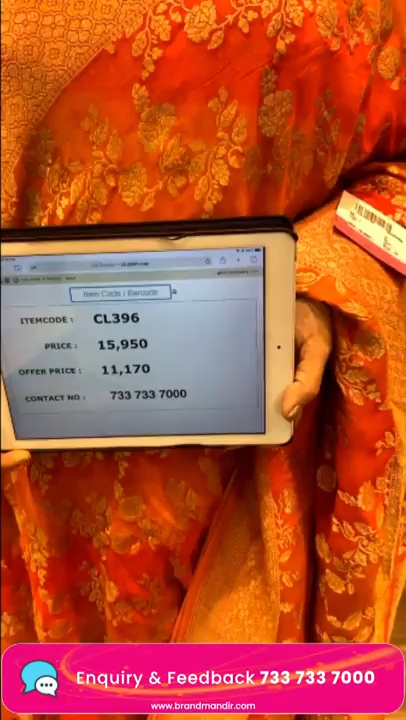 Item Code | Barcode
ITEMCODE : CL396
PRICE : 15,950
OFFER PRICE : 11,170
CONTACT NO : 733 733 7000
Enquiry & Feedback 733 733 7000
www.brandmandir.com